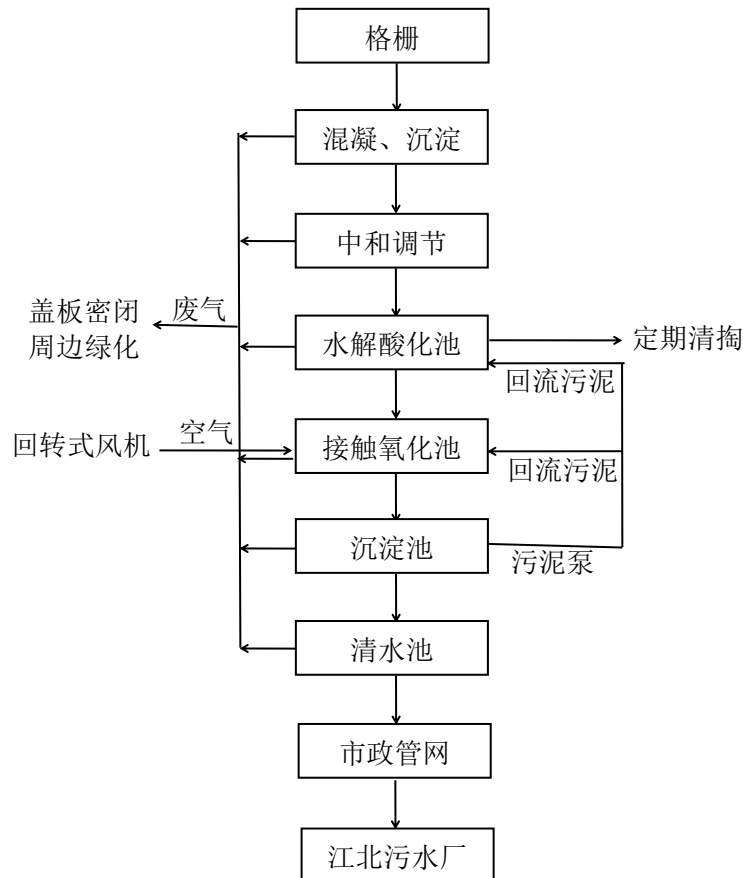 格栅
混凝、沉淀
中和调节
盖板密闭
周边绿化
废气
水解酸化池
定期清掏
回流污泥
回转式风机
空气
接触氧化池
回流污泥
沉淀池
污泥泵
清水池
市政管网
江北污水厂